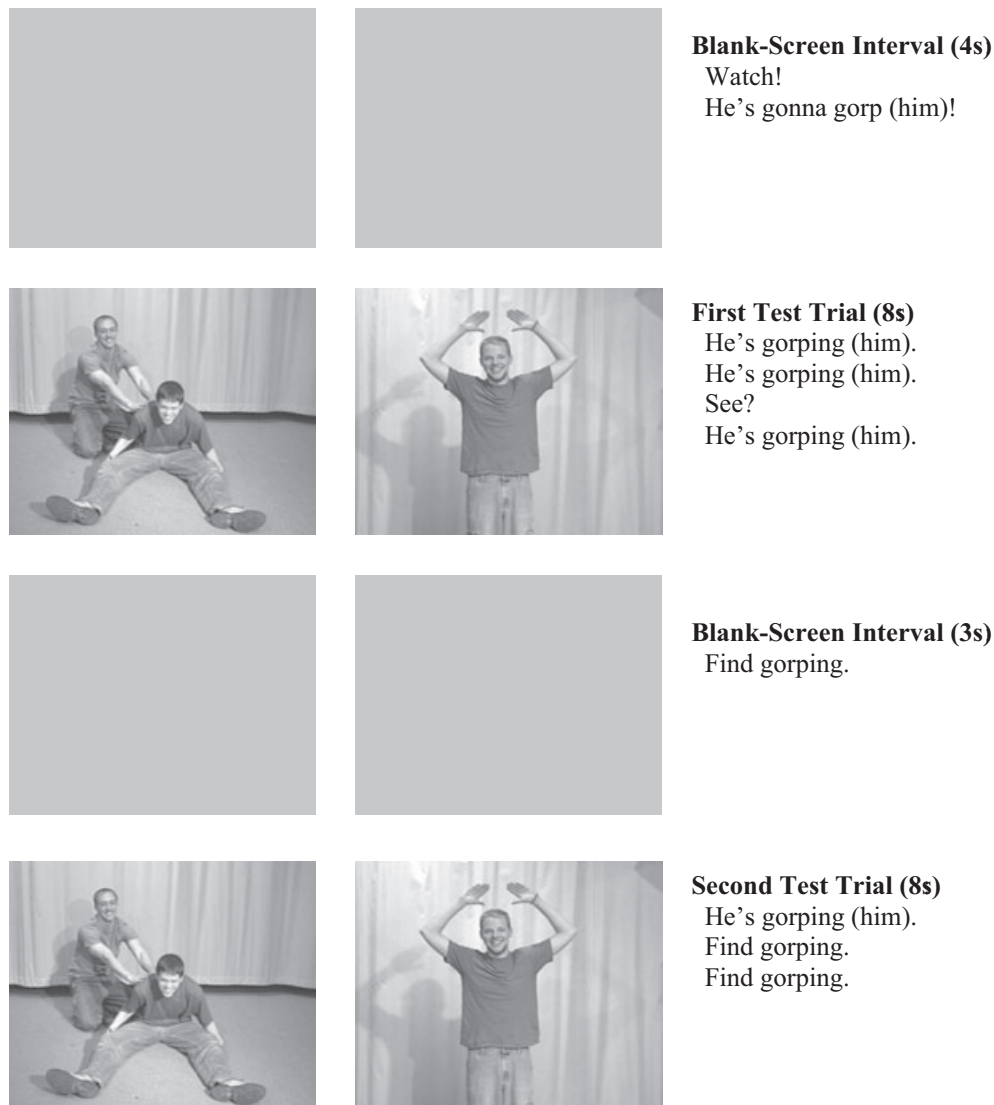 Blank-Screen Interval (4s)
Watch!
He’s gonna gorp (him)!
First Test Trial (8s)
He’s gorping (him).
He’s gorping (him).
See?
He’s gorping (him).
Blank-Screen Interval (3s)
Find gorping.
Second Test Trial (8s)
He’s gorping (him).
Find gorping.
Find gorping.